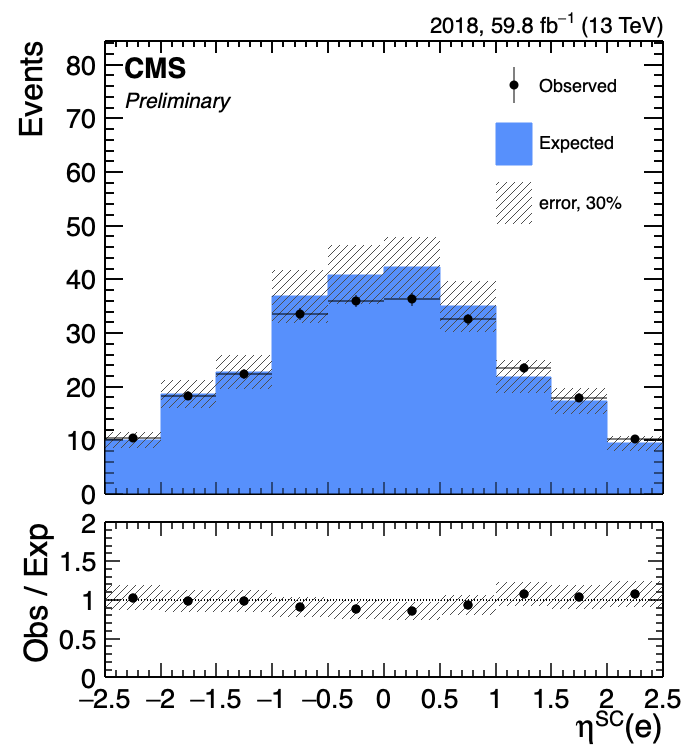 2018, 59.8 fb⁻¹ (13 TeV)
CMS
Preliminary
Events
80
70
60
50
40
30
20
10
0
Observed
Expected
error, 30%
Obs / Exp
2
1.5
1
0.5
0
−2.5 −2 −1.5 −1 −0.5 0 0.5 1 1.5 2 2.5
η^SC(e)